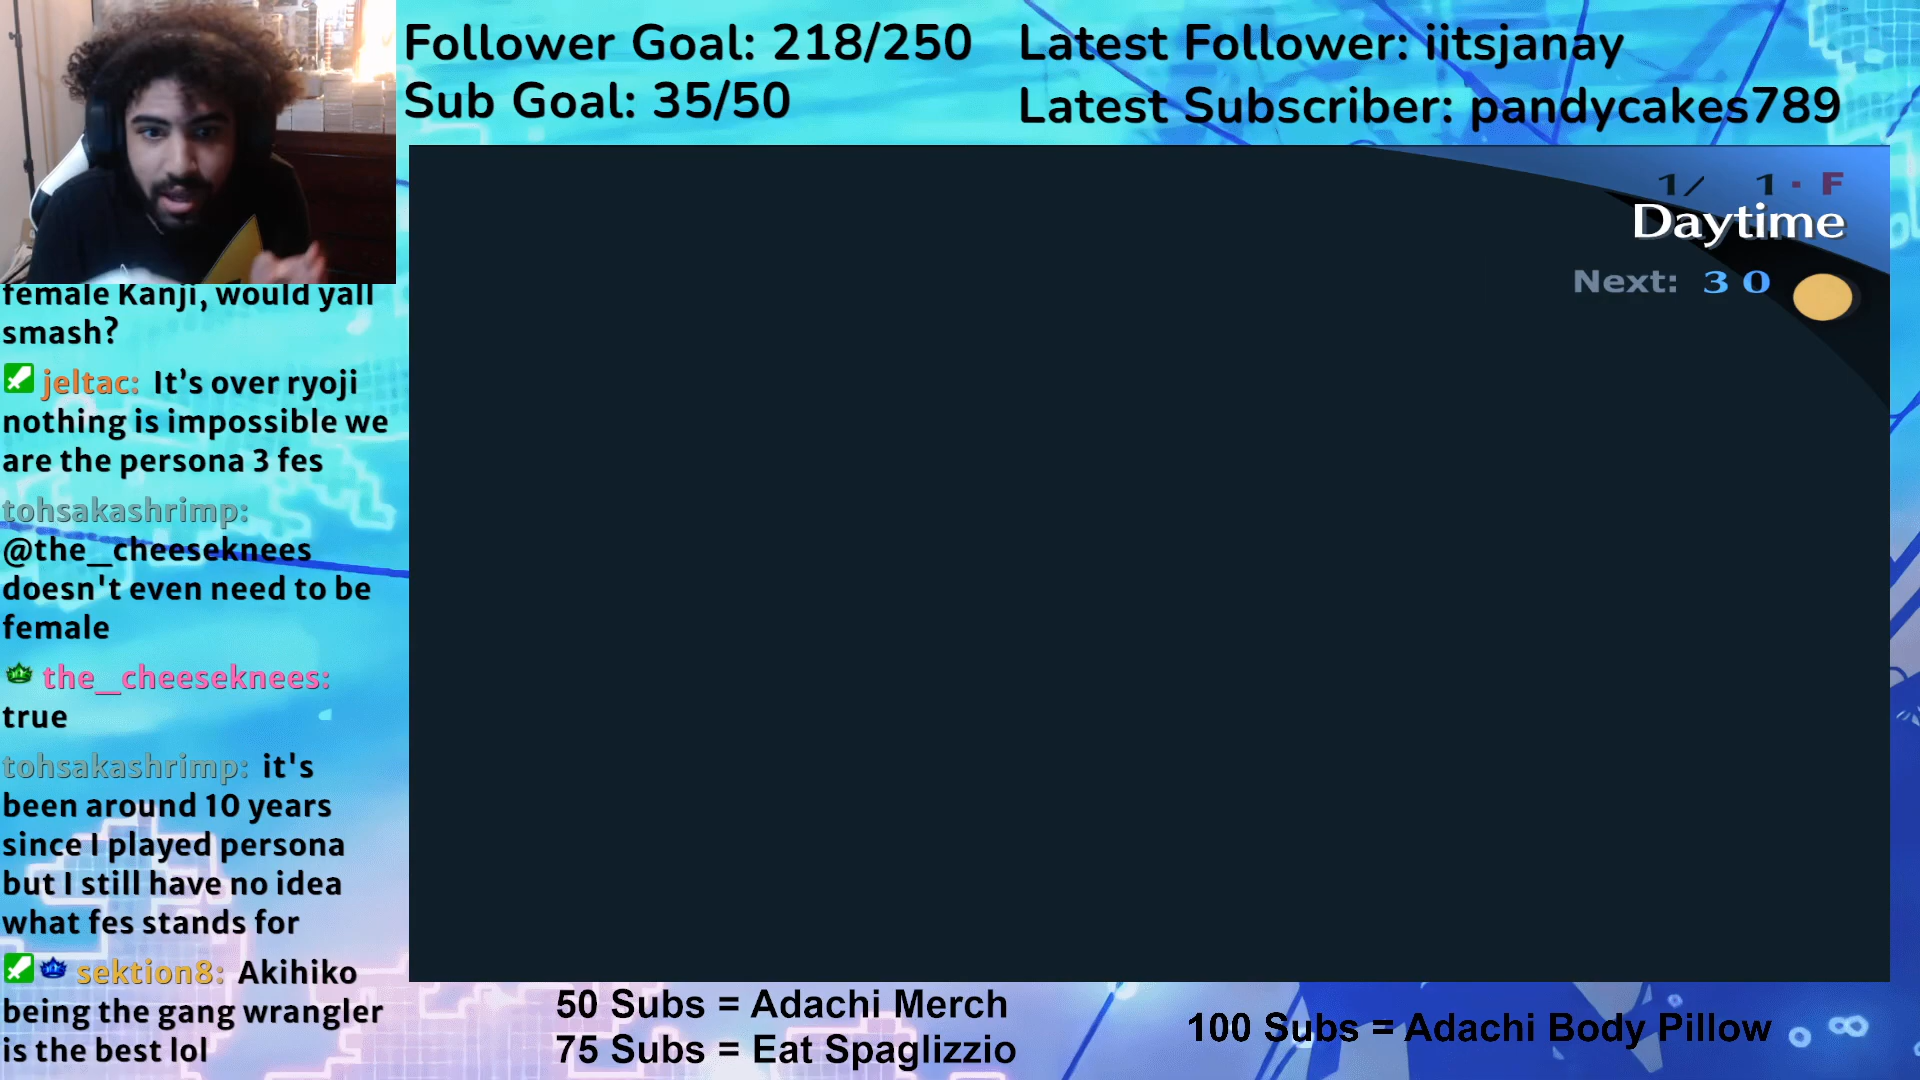 Follower Goal: 218/250
Sub Goal: 35/50
Latest Follower: iitsjanay
Latest Subscriber: pandycakes789
1/ 1 · F
Daytime
Next: 30
female Kanji, would yall
smash?
jeltac: It's over ryoji
nothing is impossible we
are the persona 3 fes
tohsakashrimp:
@the__cheeseknees
doesn't even need to be
female
the__cheeseknees:
true
tohsakashrimp: it's
been around 10 years
since I played persona
but I still have no idea
what fes stands for
sektion8: Akihiko
being the gang wrangler
is the best lol
50 Subs = Adachi Merch
75 Subs = Eat Spaglizzio
100 Subs = Adachi Body Pillow